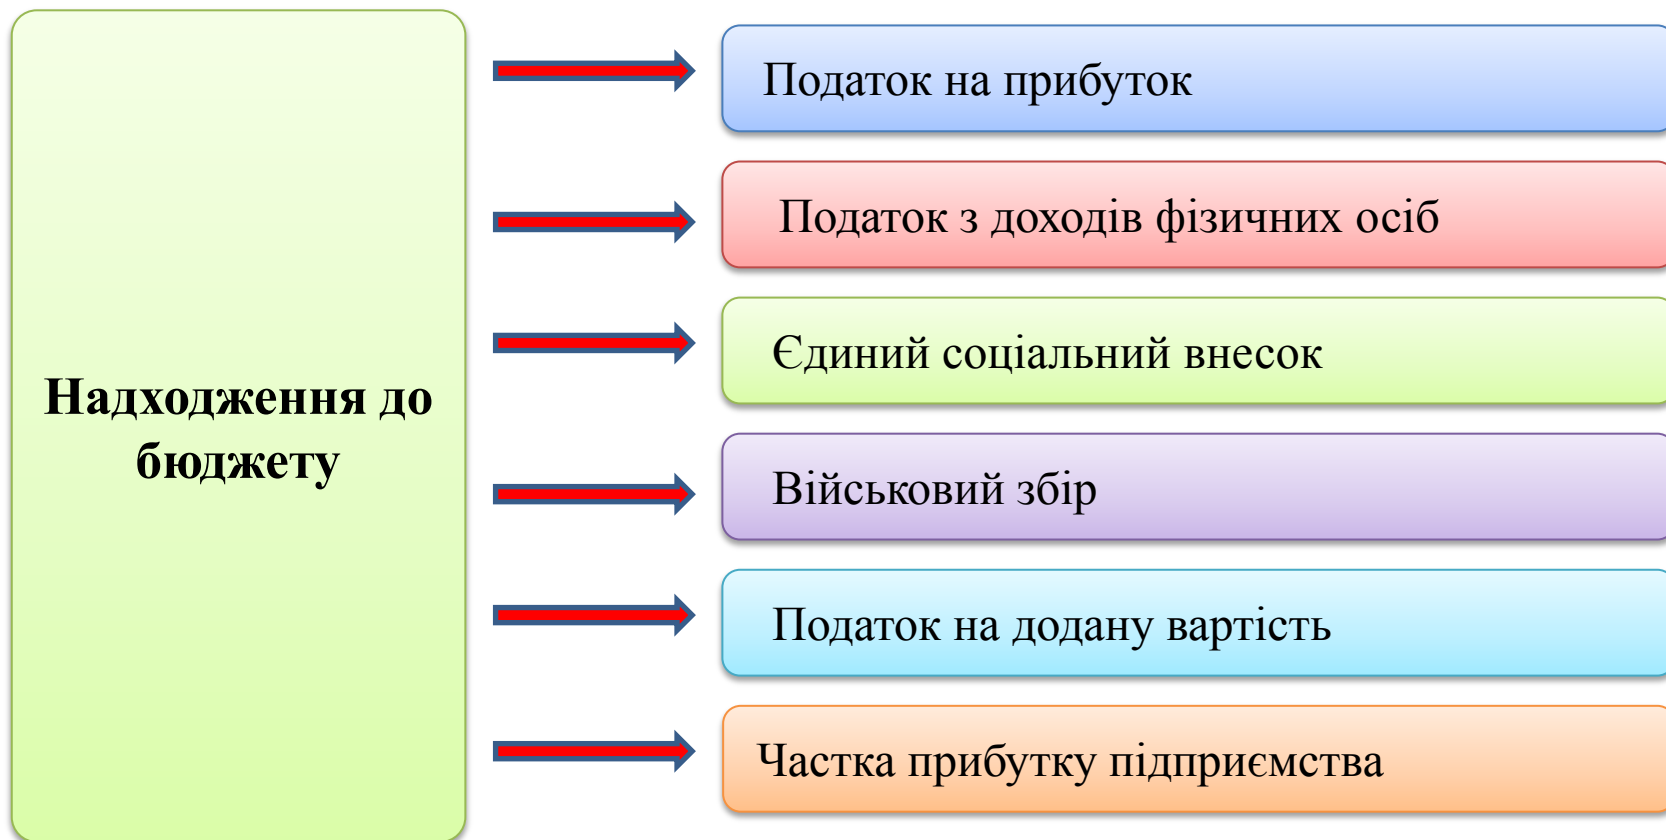 Надходження до
бюджету
Податок на прибуток
Податок з доходів фізичних осіб
Єдиний соціальний внесок
Військовий збір
Податок на додану вартість
Частка прибутку підприємства